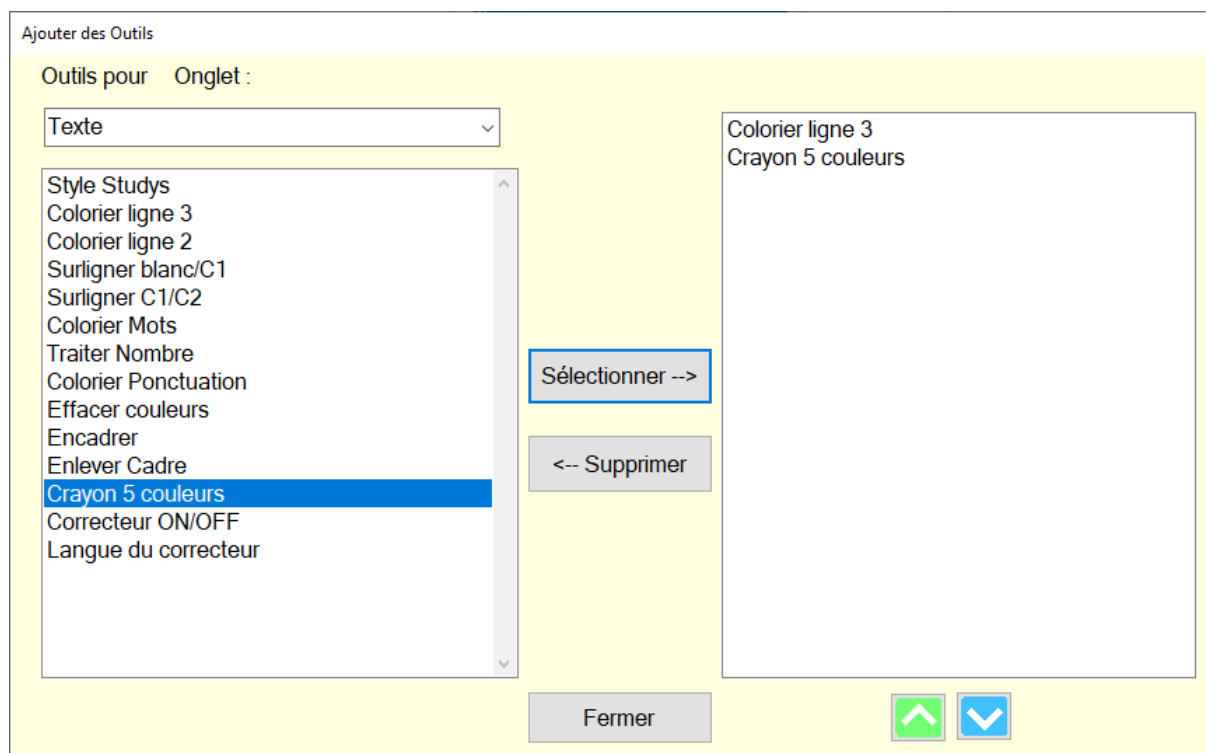 Ajouter des Outils
Outils pour Onglet :
Texte
Style Studys
Colorier ligne 3
Colorier ligne 2
Surligner blanc/C1
Surligner C1/C2
Colorier Mots
Traiter Nombre
Colorier Ponctuation
Effacer couleurs
Encadrer
Enlever Cadre
Crayon 5 couleurs
Correcteur ON/OFF
Langue du correcteur
Sélectionner -->
<-- Supprimer
Fermer
Colorier ligne 3
Crayon 5 couleurs